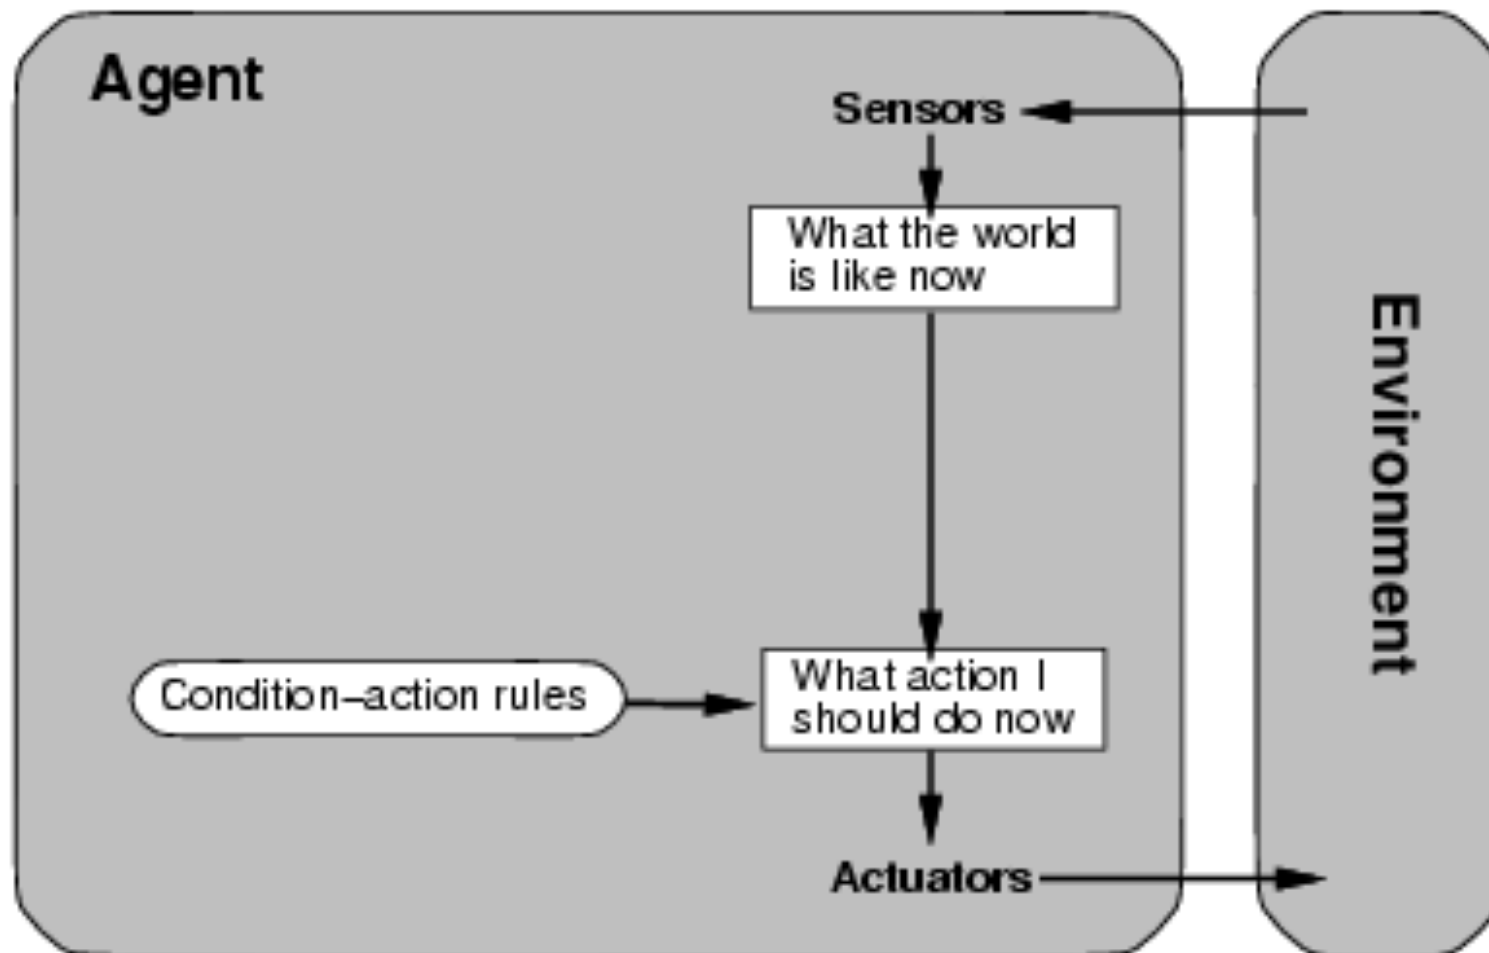 Agent
Sensors
What the world
is like now
Environment
Condition–action rules
What action I
should do now
Actuators